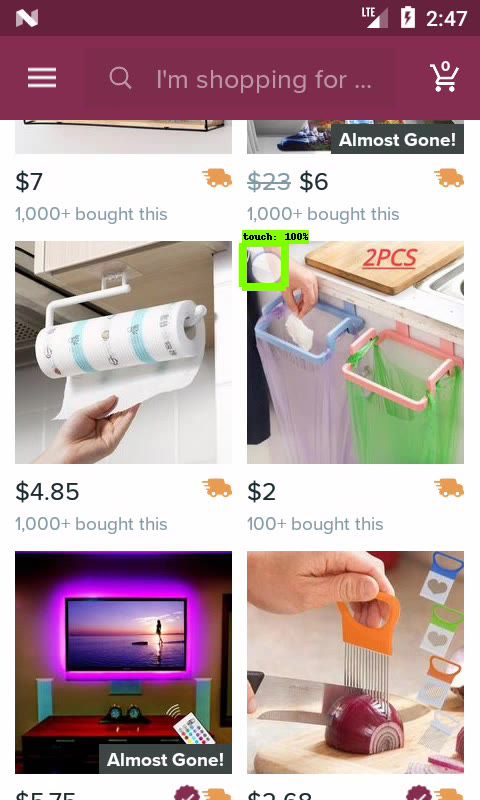 LTE 2:47
I'm shopping for ...
0
Almost Gone!
$7
$23 $6
1,000+ bought this
1,000+ bought this
touch: 100%
2PCS
$4.85
$2
1,000+ bought this
100+ bought this
Almost Gone!
$5.75
$2.68